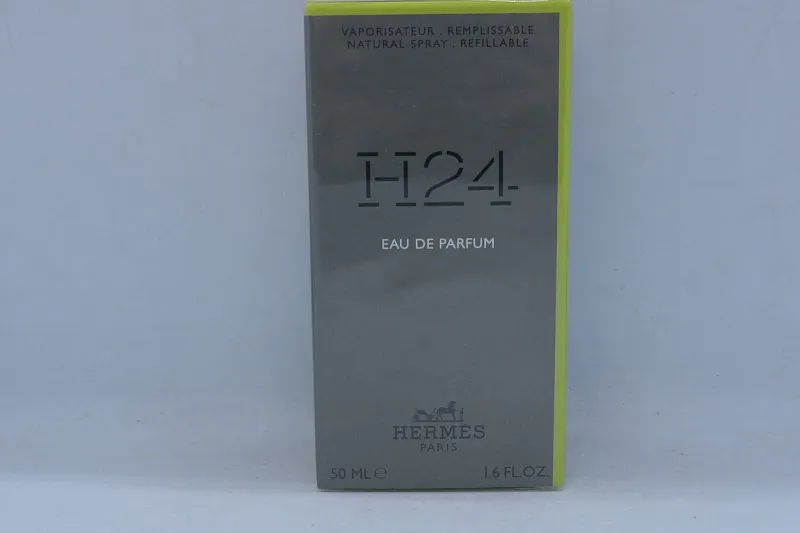 VAPORISATEUR . REMPLISSABLE
NATURAL SPRAY . REFILLABLE
H24
EAU DE PARFUM
HERMÈS
PARIS
50 ML ℮ 1.6 FL.OZ.